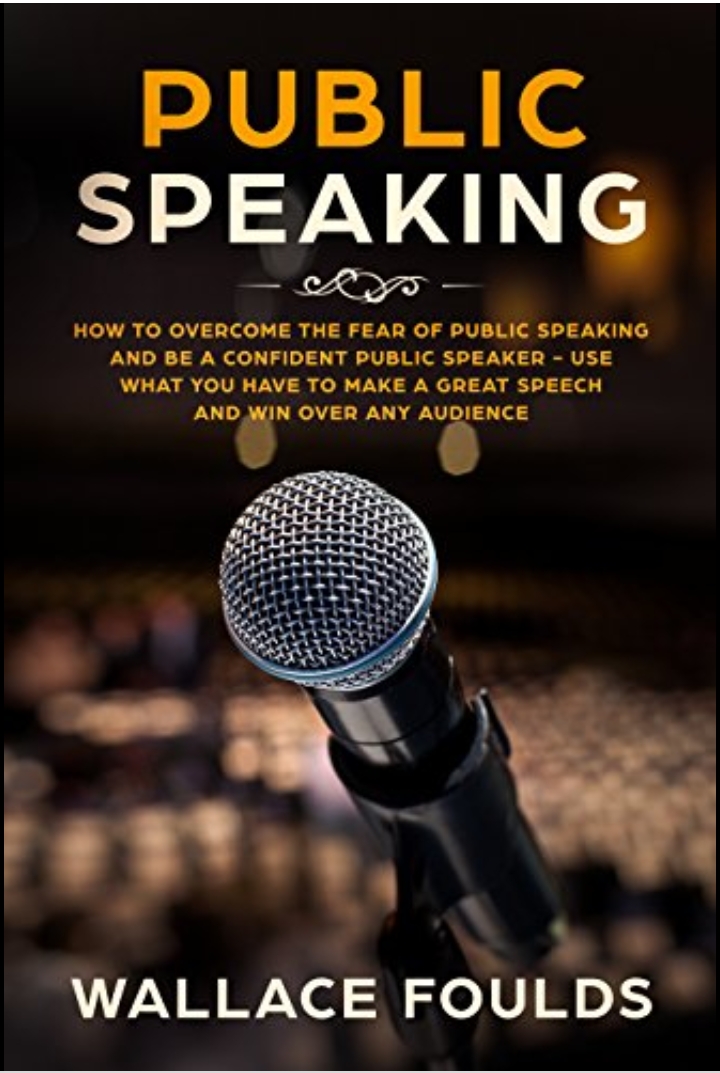 PUBLIC
SPEAKING
HOW TO OVERCOME THE FEAR OF PUBLIC SPEAKING
AND BE A CONFIDENT PUBLIC SPEAKER – USE
WHAT YOU HAVE TO MAKE A GREAT SPEECH
AND WIN OVER ANY AUDIENCE
WALLACE FOULDS